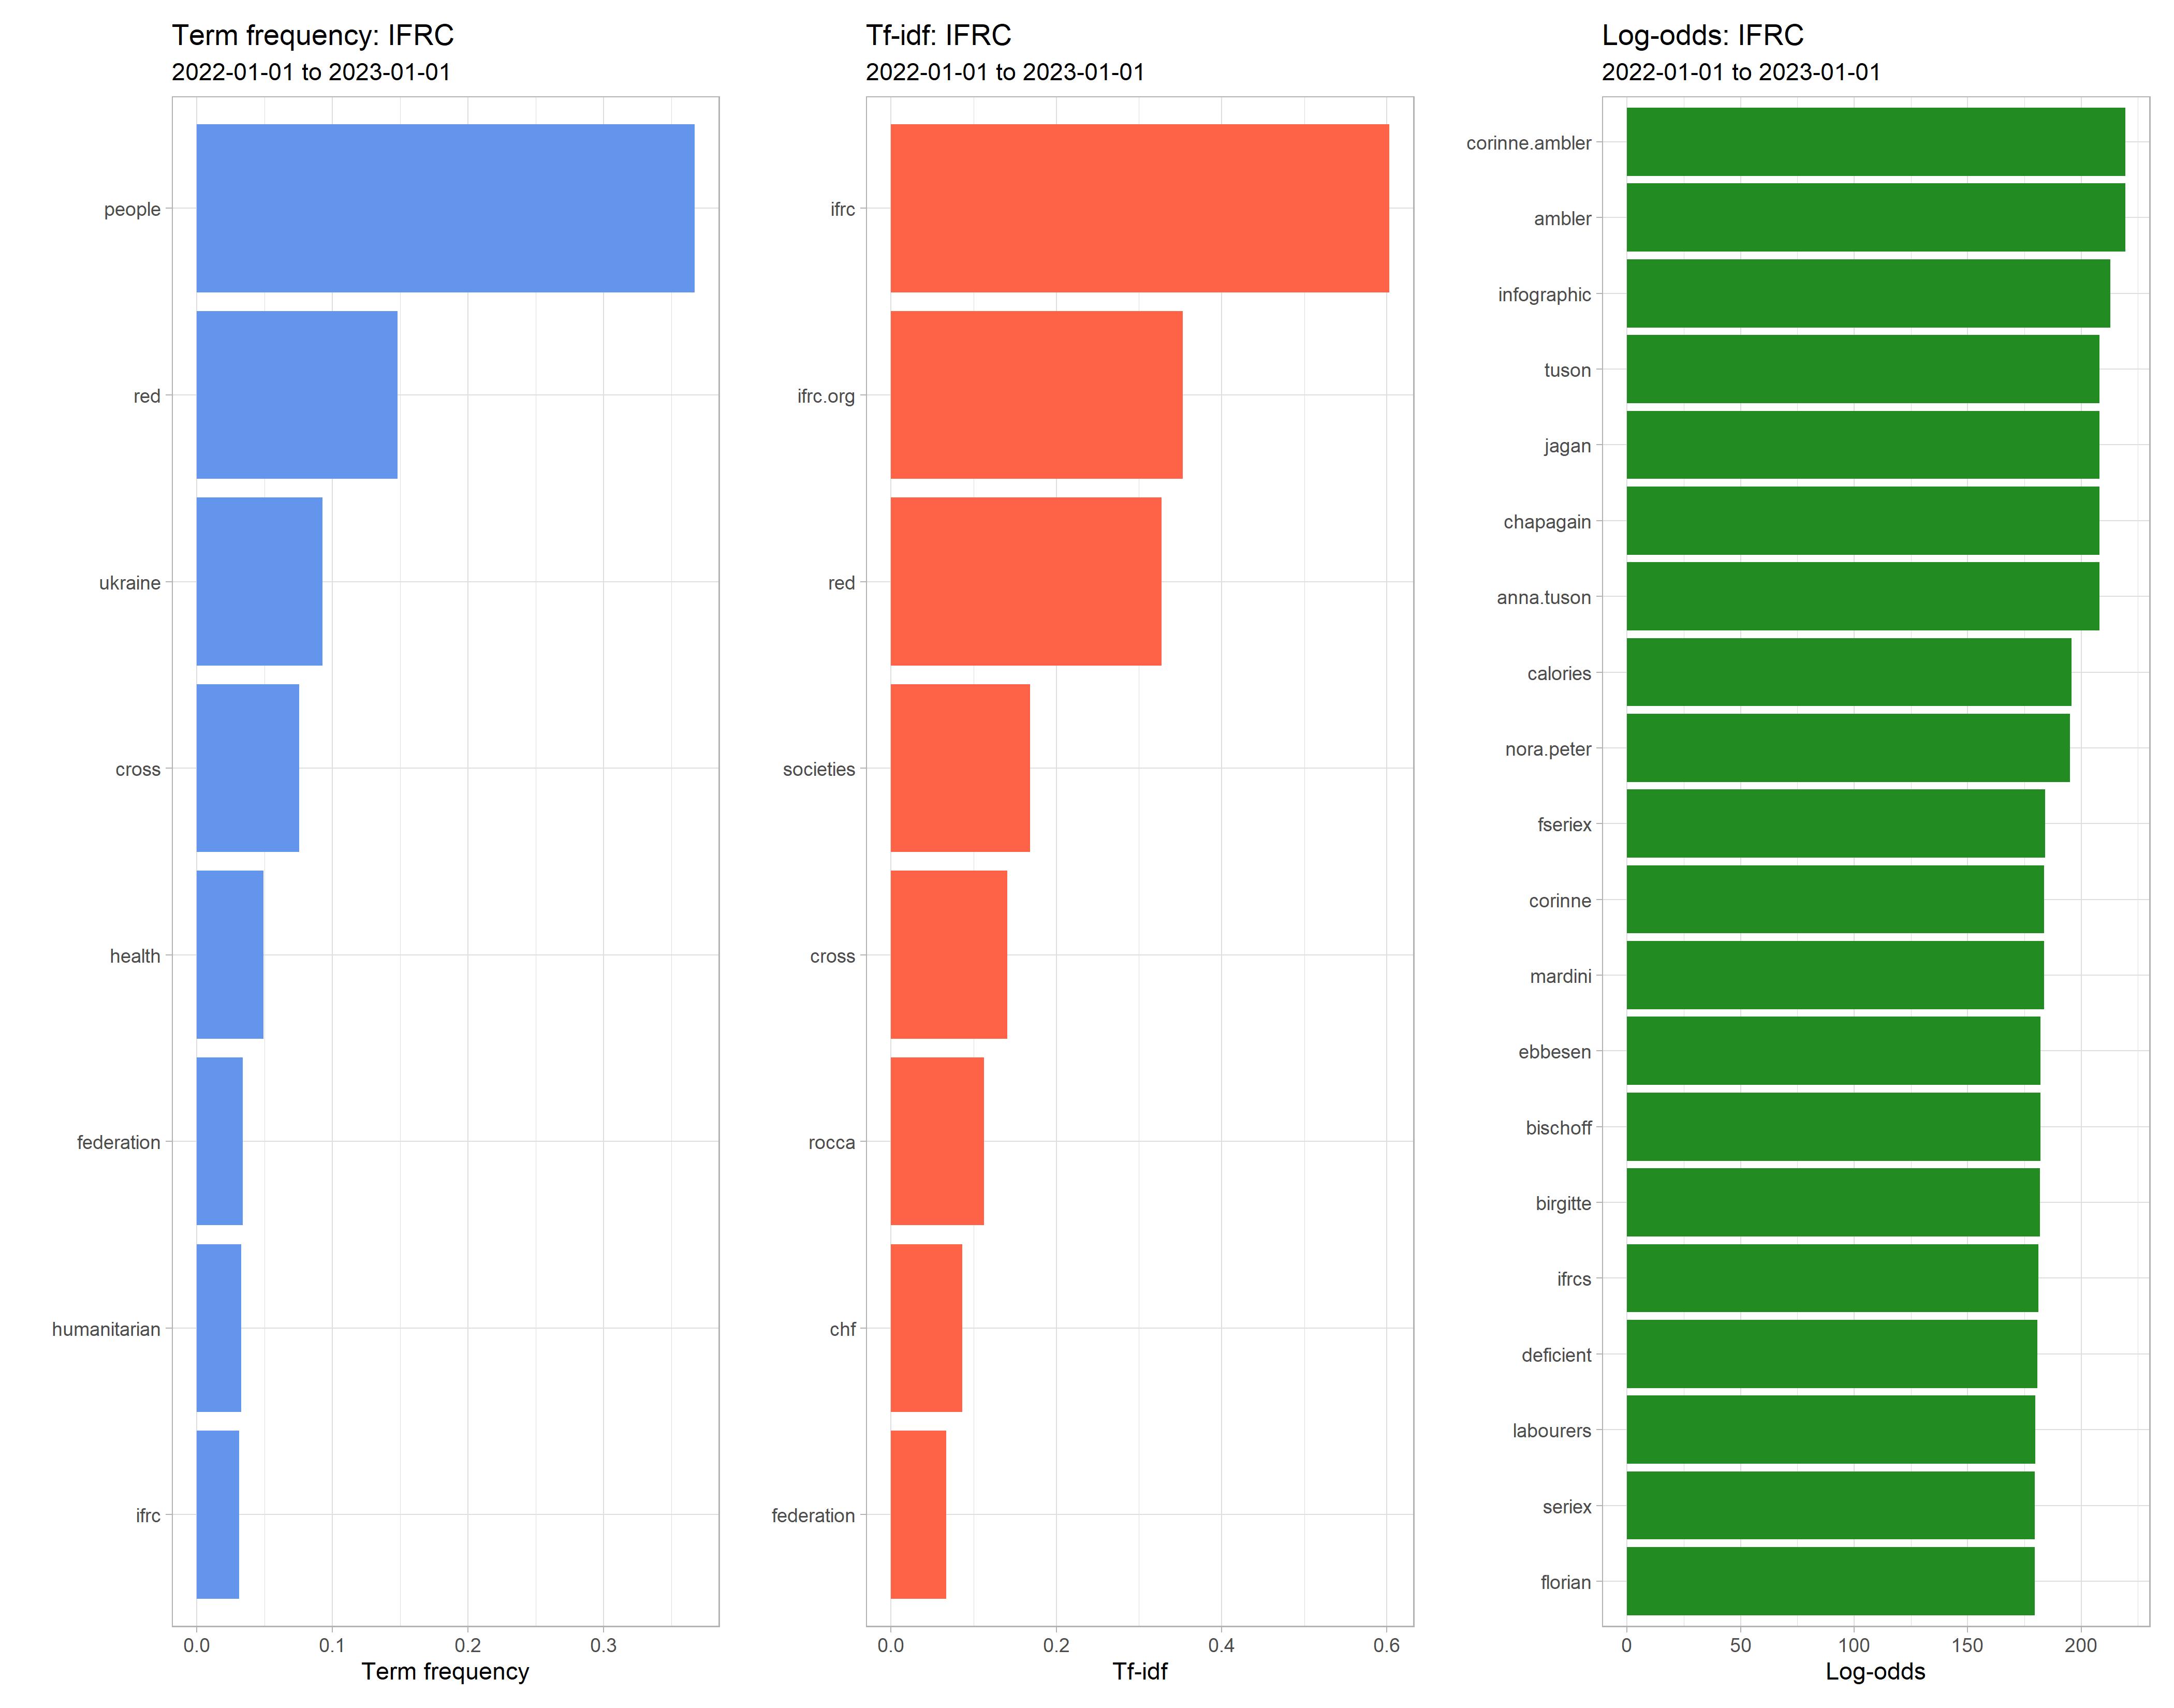 Term frequency: IFRC
2022-01-01 to 2023-01-01
people
red
ukraine
cross
health
federation
humanitarian
ifrc
0.0 0.1 0.2 0.3
Term frequency
Tf-idf: IFRC
2022-01-01 to 2023-01-01
ifrc
ifrc.org
red
societies
cross
rocca
chf
federation
0.0 0.2 0.4 0.6
Tf-idf
Log-odds: IFRC
2022-01-01 to 2023-01-01
corinne.ambler
ambler
infographic
tuson
jagan
chapagain
anna.tuson
calories
nora.peter
fseriex
corinne
mardini
ebbesen
bischoff
birgitte
ifrcs
deficient
labourers
seriex
florian
0 50 100 150 200
Log-odds